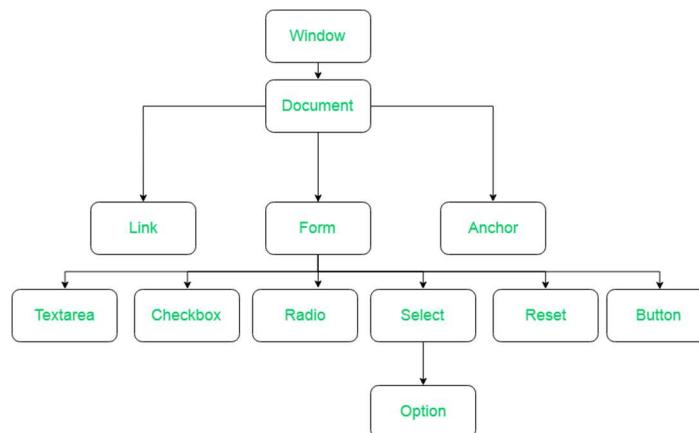 Window
Document
Link
Form
Anchor
Textarea
Checkbox
Radio
Select
Reset
Button
Option